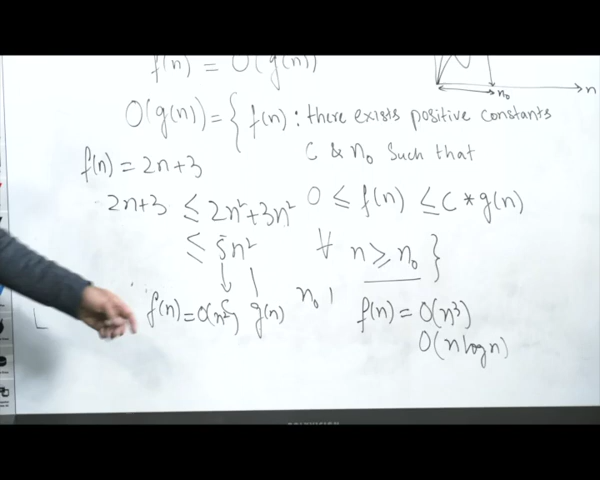 f(n) = O(g(n))
n₀ n
O(g(n)) = { f(n) : there exists positive constants
c & n₀ such that
f(n) = 2n+3
2n+3 ≤ 2n²+3n² 0 ≤ f(n) ≤ c * g(n)
≤ 5n² ∀ n ≥ n₀ }
∴ f(n) = O(n²) c g(n) n₀ 1 f(n) = O(n³)
O(n log n)